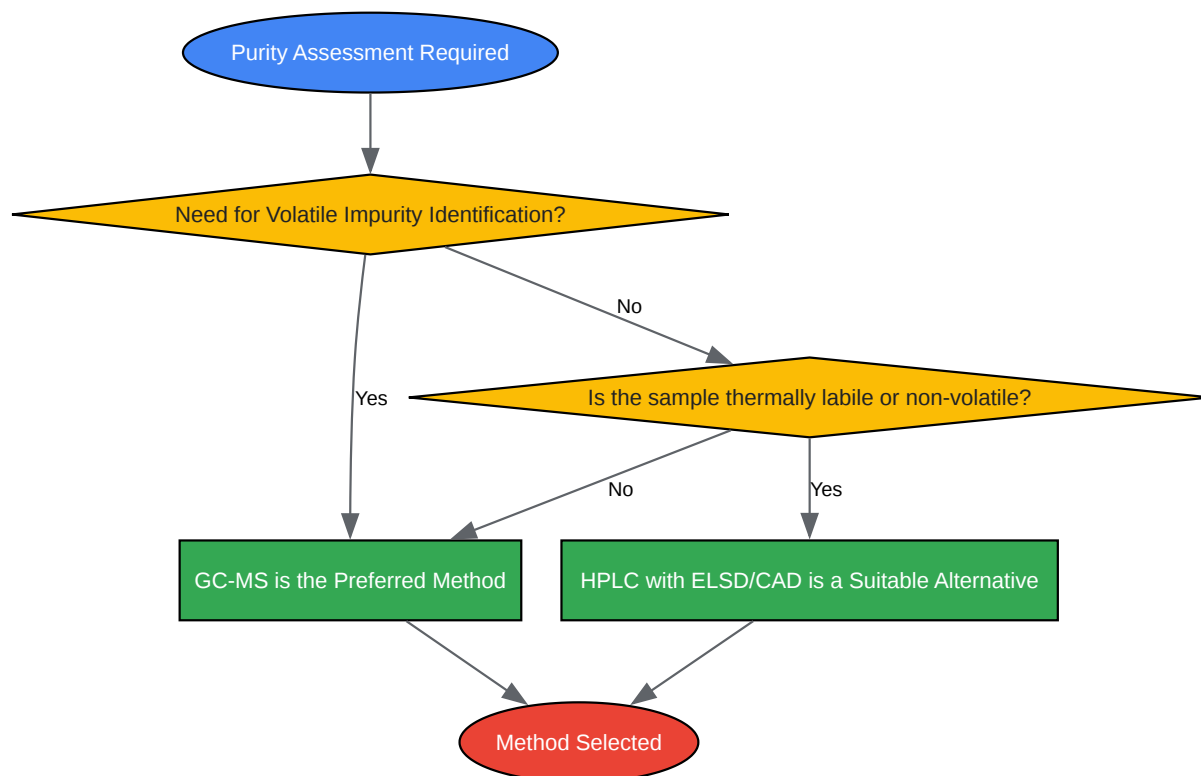 Purity Assessment Required
Need for Volatile Impurity Identification?
No
Yes
Is the sample thermally labile or non-volatile?
No
Yes
GC-MS is the Preferred Method
HPLC with ELSD/CAD is a Suitable Alternative
Method Selected